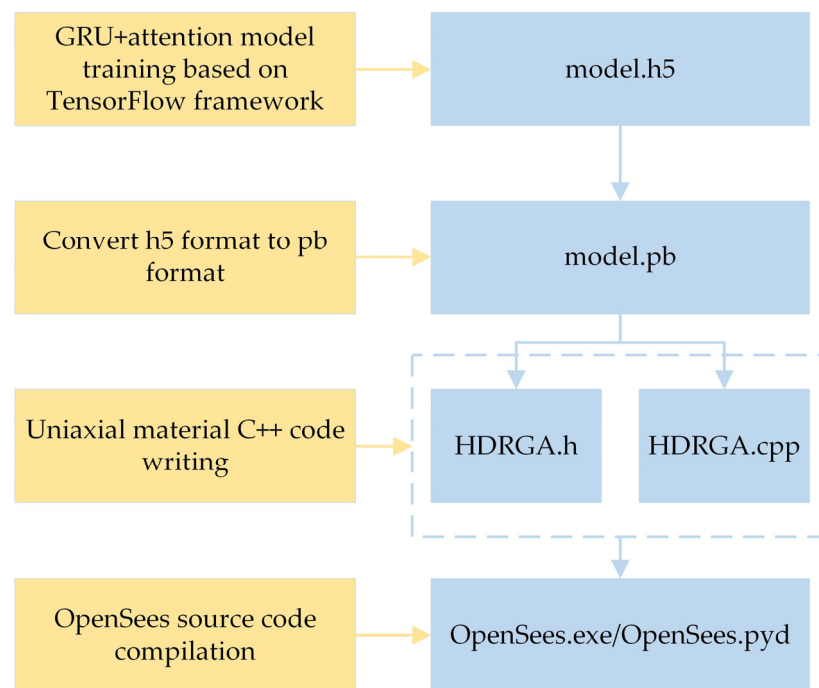 GRU+attention model
training based on
TensorFlow framework
model.h5
Convert h5 format to pb
format
model.pb
Uniaxial material C++ code
writing
HDRGA.h
HDRGA.cpp
OpenSees source code
compilation
OpenSees.exe/OpenSees.pyd